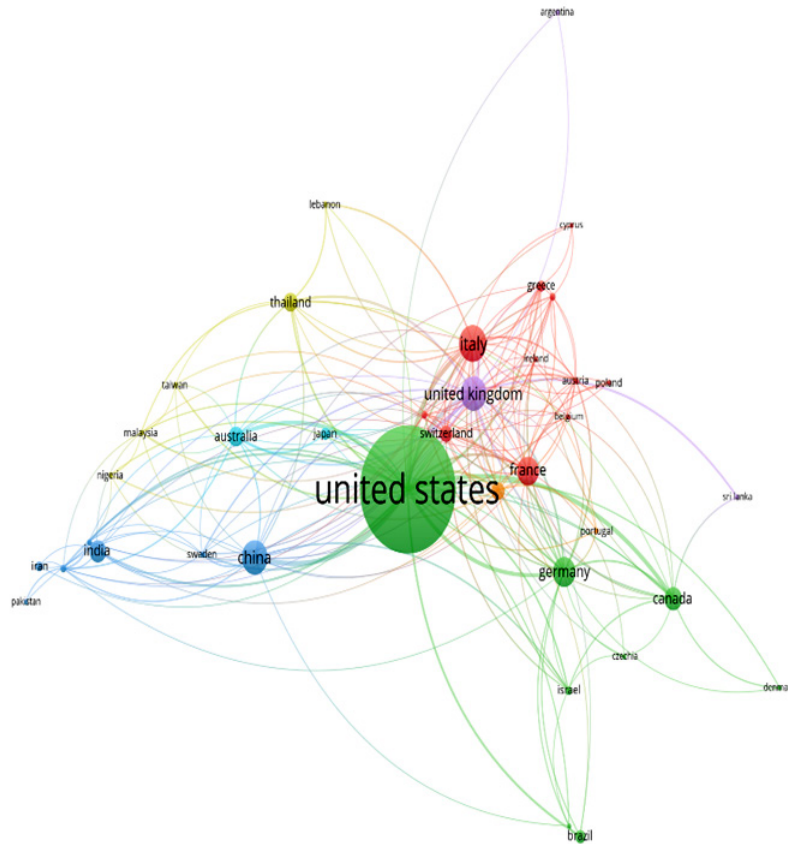 argentina
lebanon
cyprus
greece
thailand
italy
ireland
austria
poland
taiwan
united kingdom
belgium
malaysia
australia
japan
switzerland
nigeria
france
united states
sri lanka
portugal
india
sweden
china
iran
germany
pakistan
canada
czechia
israel
denma
brazil